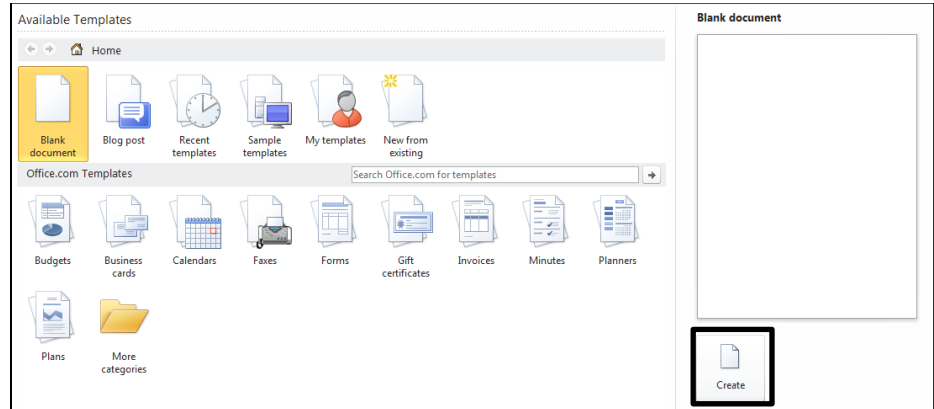 Available Templates
Blank document
Home
Blank
document
Blog post
Recent
templates
Sample
templates
My templates
New from
existing
Office.com Templates
Search Office.com for templates
Budgets
Business
cards
Calendars
Faxes
Forms
Gift
certificates
Invoices
Minutes
Planners
Plans
More
categories
Create